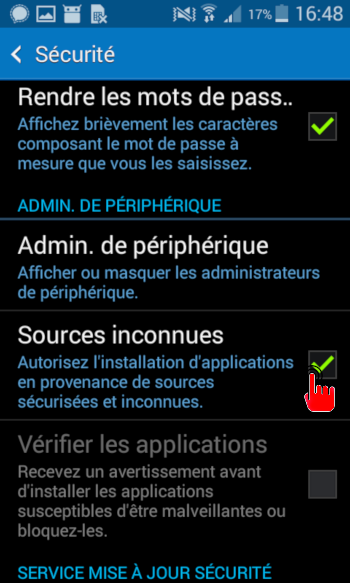 17% 16:48
Sécurité
Rendre les mots de pass..
Affichez brièvement les caractères
composant le mot de passe à
mesure que vous les saisissez.
ADMIN. DE PÉRIPHÉRIQUE
Admin. de périphérique
Afficher ou masquer les administrateurs
de périphérique.
Sources inconnues
Autorisez l'installation d'applications
en provenance de sources
sécurisées et inconnues.
Vérifier les applications
Recevez un avertissement avant
d'installer les applications
susceptibles d'être malveillantes ou
bloquez-les.
SERVICE MISE À JOUR SÉCURITÉ